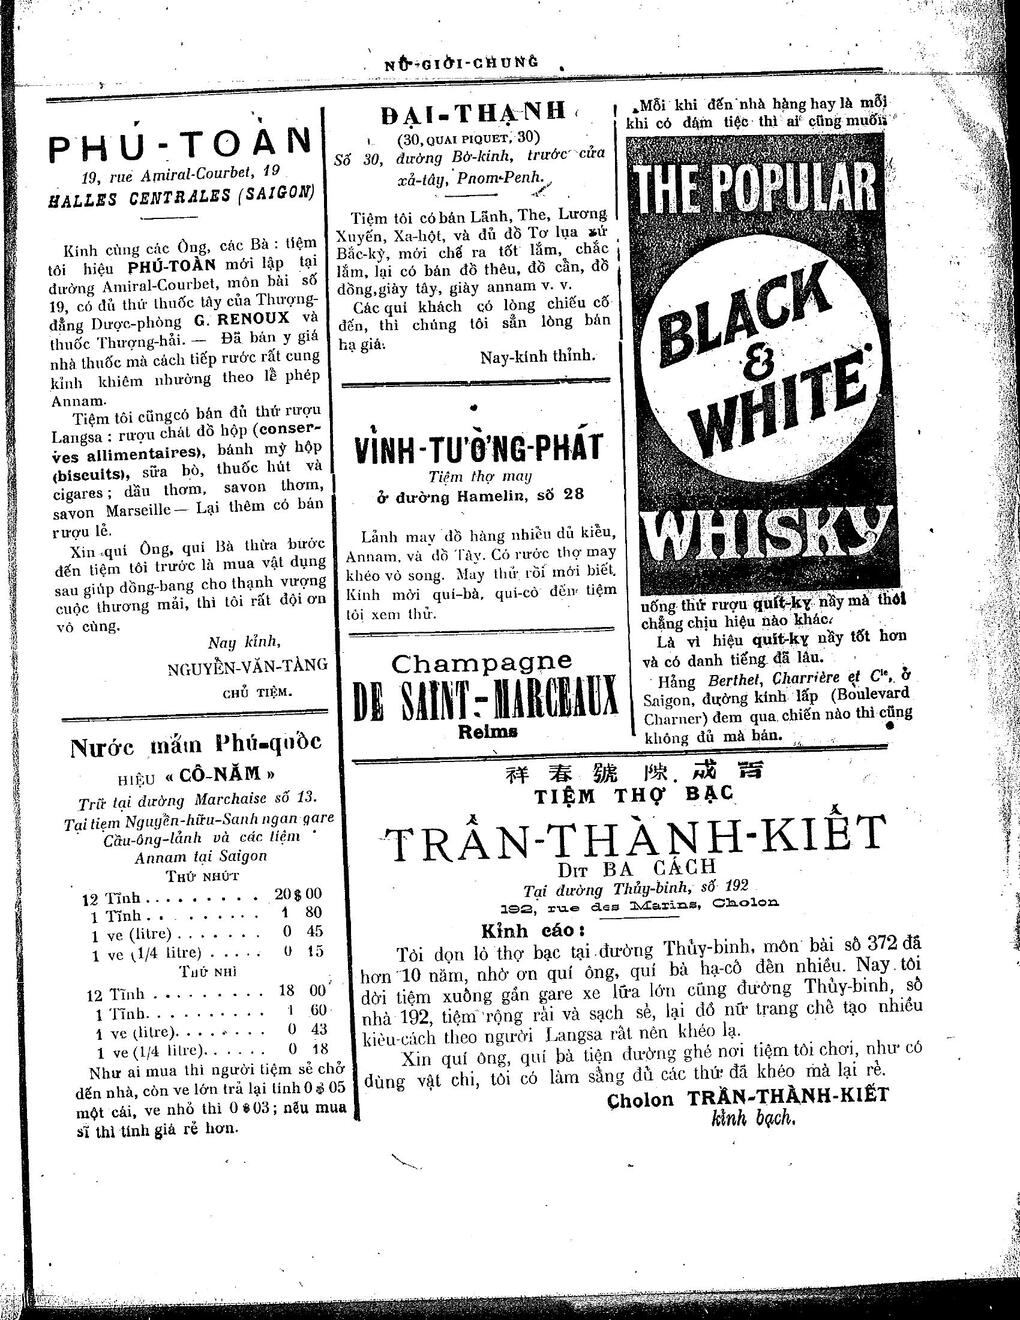 NỮ-GIỚI-CHUNG
PHÚ-TOÀN
19, rue Amiral-Courbet, 19
HALLES CENTRALES (SAIGON)
Kính cùng các Ông, các Bà : tiệm
tôi hiệu PHÚ-TOÀN mới lập tại
đường Amiral-Courbet, môn bài số
19, có đủ thứ thuốc tây của Thượng-
đẳng Dược-phòng G. RENOUX và
thuốc Thượng-hải. — Đã bán y giá
nhà thuốc mà cách tiếp rước rất cung
kính khiêm nhường theo lễ phép
Annam.
Tiệm tôi cũngcó bán đủ thứ rượu
Langsa : rượu chát đồ hộp (conser-
ves allimentaires), bánh mỳ hộp
(biscuits), sữa bò, thuốc hút và
cigares ; dầu thơm, savon thơm,
savon Marseille — Lại thêm có bán
rượu lẻ.
Xin quí Ông, quí Bà thừa bước
đến tiệm tôi trước là mua vật dụng
sau giúp đồng-bang cho thạnh vượng
cuộc thương mãi, thì tôi rất đội ơn
vô cùng.
Nay kính,
NGUYỄN-VĂN-TÀNG
CHỦ TIỆM.
Nước mắm Phú-quốc
HIỆU « CÔ-NĂM »
Trữ tại đường Marchaise số 13.
Tại tiẹm Nguyễn-hữu-Sanh ngan gare
Cầu-ông-lãnh và các tiệm
Annam tại Saigon
THỨ NHỨT
12 Tĩnh . . . . . . . . . 20$00
1 Tĩnh . . . . . . . . . 1 80
1 ve (litre) . . . . . . . 0 45
1 ve (1/4 litre) . . . . . 0 15
THỨ NHÌ
12 Tĩnh . . . . . . . . . 18 00
1 Tĩnh. . . . . . . . . . 1 60
1 ve (litre). . . . . . . . 0 43
1 ve (1/4 litre). . . . . . 0 18
Như ai mua thì người tiệm sẽ chở
đến nhà, còn ve lớn trả lại tính 0$05
một cái, ve nhỏ thì 0$03 ; nếu mua
sĩ thì tính giá rẻ hơn.
ĐẠI-THẠNH
(30, QUAI PIQUET, 30)
Số 30, đường Bờ-kinh, trước cửa
xả-tây, Pnom-Penh.
Tiệm tôi có bán Lãnh, The, Lương
Xuyến, Xa-hột, và đủ đồ Tơ lụa xứ
Bắc-kỳ, mới chế ra tốt lắm, chắc
lắm, lại có bán đồ thêu, đồ cẩn, đồ
đồng,giày tây, giày annam v. v.
Các quí khách có lòng chiếu cố
đến, thì chúng tôi sẳn lòng bán
hạ giá.
Nay-kính thỉnh.
VĨNH-TƯỜNG-PHÁT
Tiệm thợ may
ở đường Hamelin, số 28
Lảnh may đồ hàng nhiều đủ kiểu,
Annam, và đồ Tây. Có rước thợ may
khéo vô song. May thử rồi mới biết.
Kính mời quí-bà, quí-cô đến tiệm
tôi xem thử.
Champagne
DE SAINT-MARCEAUX
Reims
Mỗi khi đến nhà hàng hay là mỗi
khi có đám tiệc thì ai cũng muốn
THE POPULAR
BLACK
&
WHITE
WHISKY
uống thứ rượu quít-kỵ nầy mà thôi
chẳng chịu hiệu nào khác.
Là vì hiệu quít-kỵ nầy tốt hơn
và có danh tiếng đã lâu.
Hảng Berthet, Charrière et Cie, ở
Saigon, đường kinh lấp (Boulevard
Charner) đem qua chiến nào thì cũng
không đủ mà bán.
祥 春 號 隙 成
TIỆM THỢ BẠC
TRẦN-THÀNH-KIẾT
DIT BA CÁCH
Tại đường Thủy-binh, số 192
192, rue des Marins, Cholon
Kỉnh cáo :
Tôi dọn lò thợ bạc tại đường Thủy-binh, môn bài số 372 đã
hơn 10 năm, nhờ ơn quí ông, quí bà hạ-cố đến nhiều. Nay tôi
dời tiệm xuống gần gare xe lữa lớn cũng đường Thủy-binh, số
nhà 192, tiệm rộng rải và sạch sẽ, lại đồ nữ trang chế tạo nhiều
kiểu-cách theo người Langsa rất nên khéo lạ.
Xin quí ông, quí bà tiện đường ghé nơi tiệm tôi chơi, như có
dùng vật chi, tôi có làm sẳng đủ các thứ đã khéo mà lại rẻ.
Cholon TRẦN-THÀNH-KIẾT
kỉnh bạch.